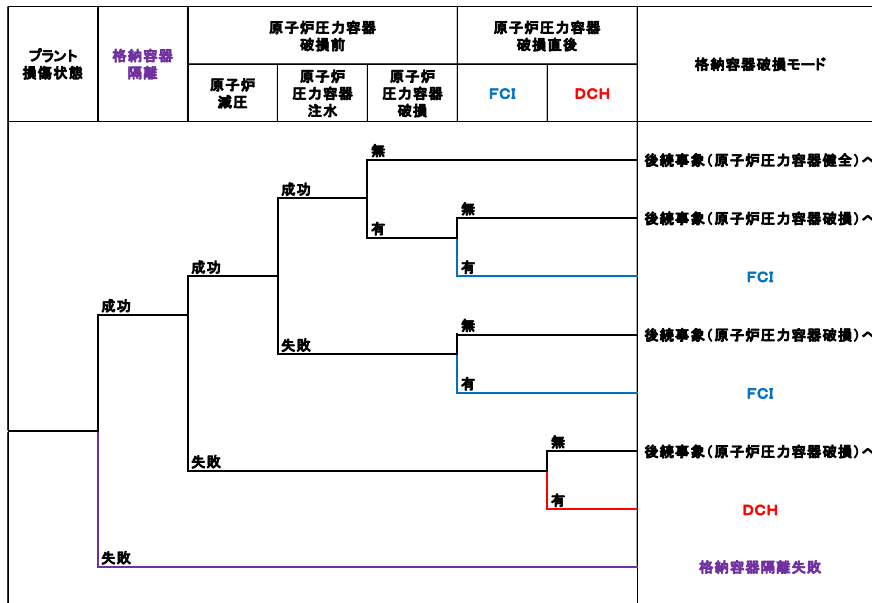 プラント
損傷状態
格納容器
隔離
原子炉圧力容器
破損前
原子炉圧力容器
破損直後
格納容器破損モード
原子炉
減圧
原子炉
圧力容器
注水
原子炉
圧力容器
破損
FCI
DCH
無
後続事象(原子炉圧力容器健全)へ
成功
無
後続事象(原子炉圧力容器破損)へ
有
成功
有
FCI
成功
無
後続事象(原子炉圧力容器破損)へ
失敗
有
FCI
無
後続事象(原子炉圧力容器破損)へ
失敗
有
DCH
失敗
格納容器隔離失敗